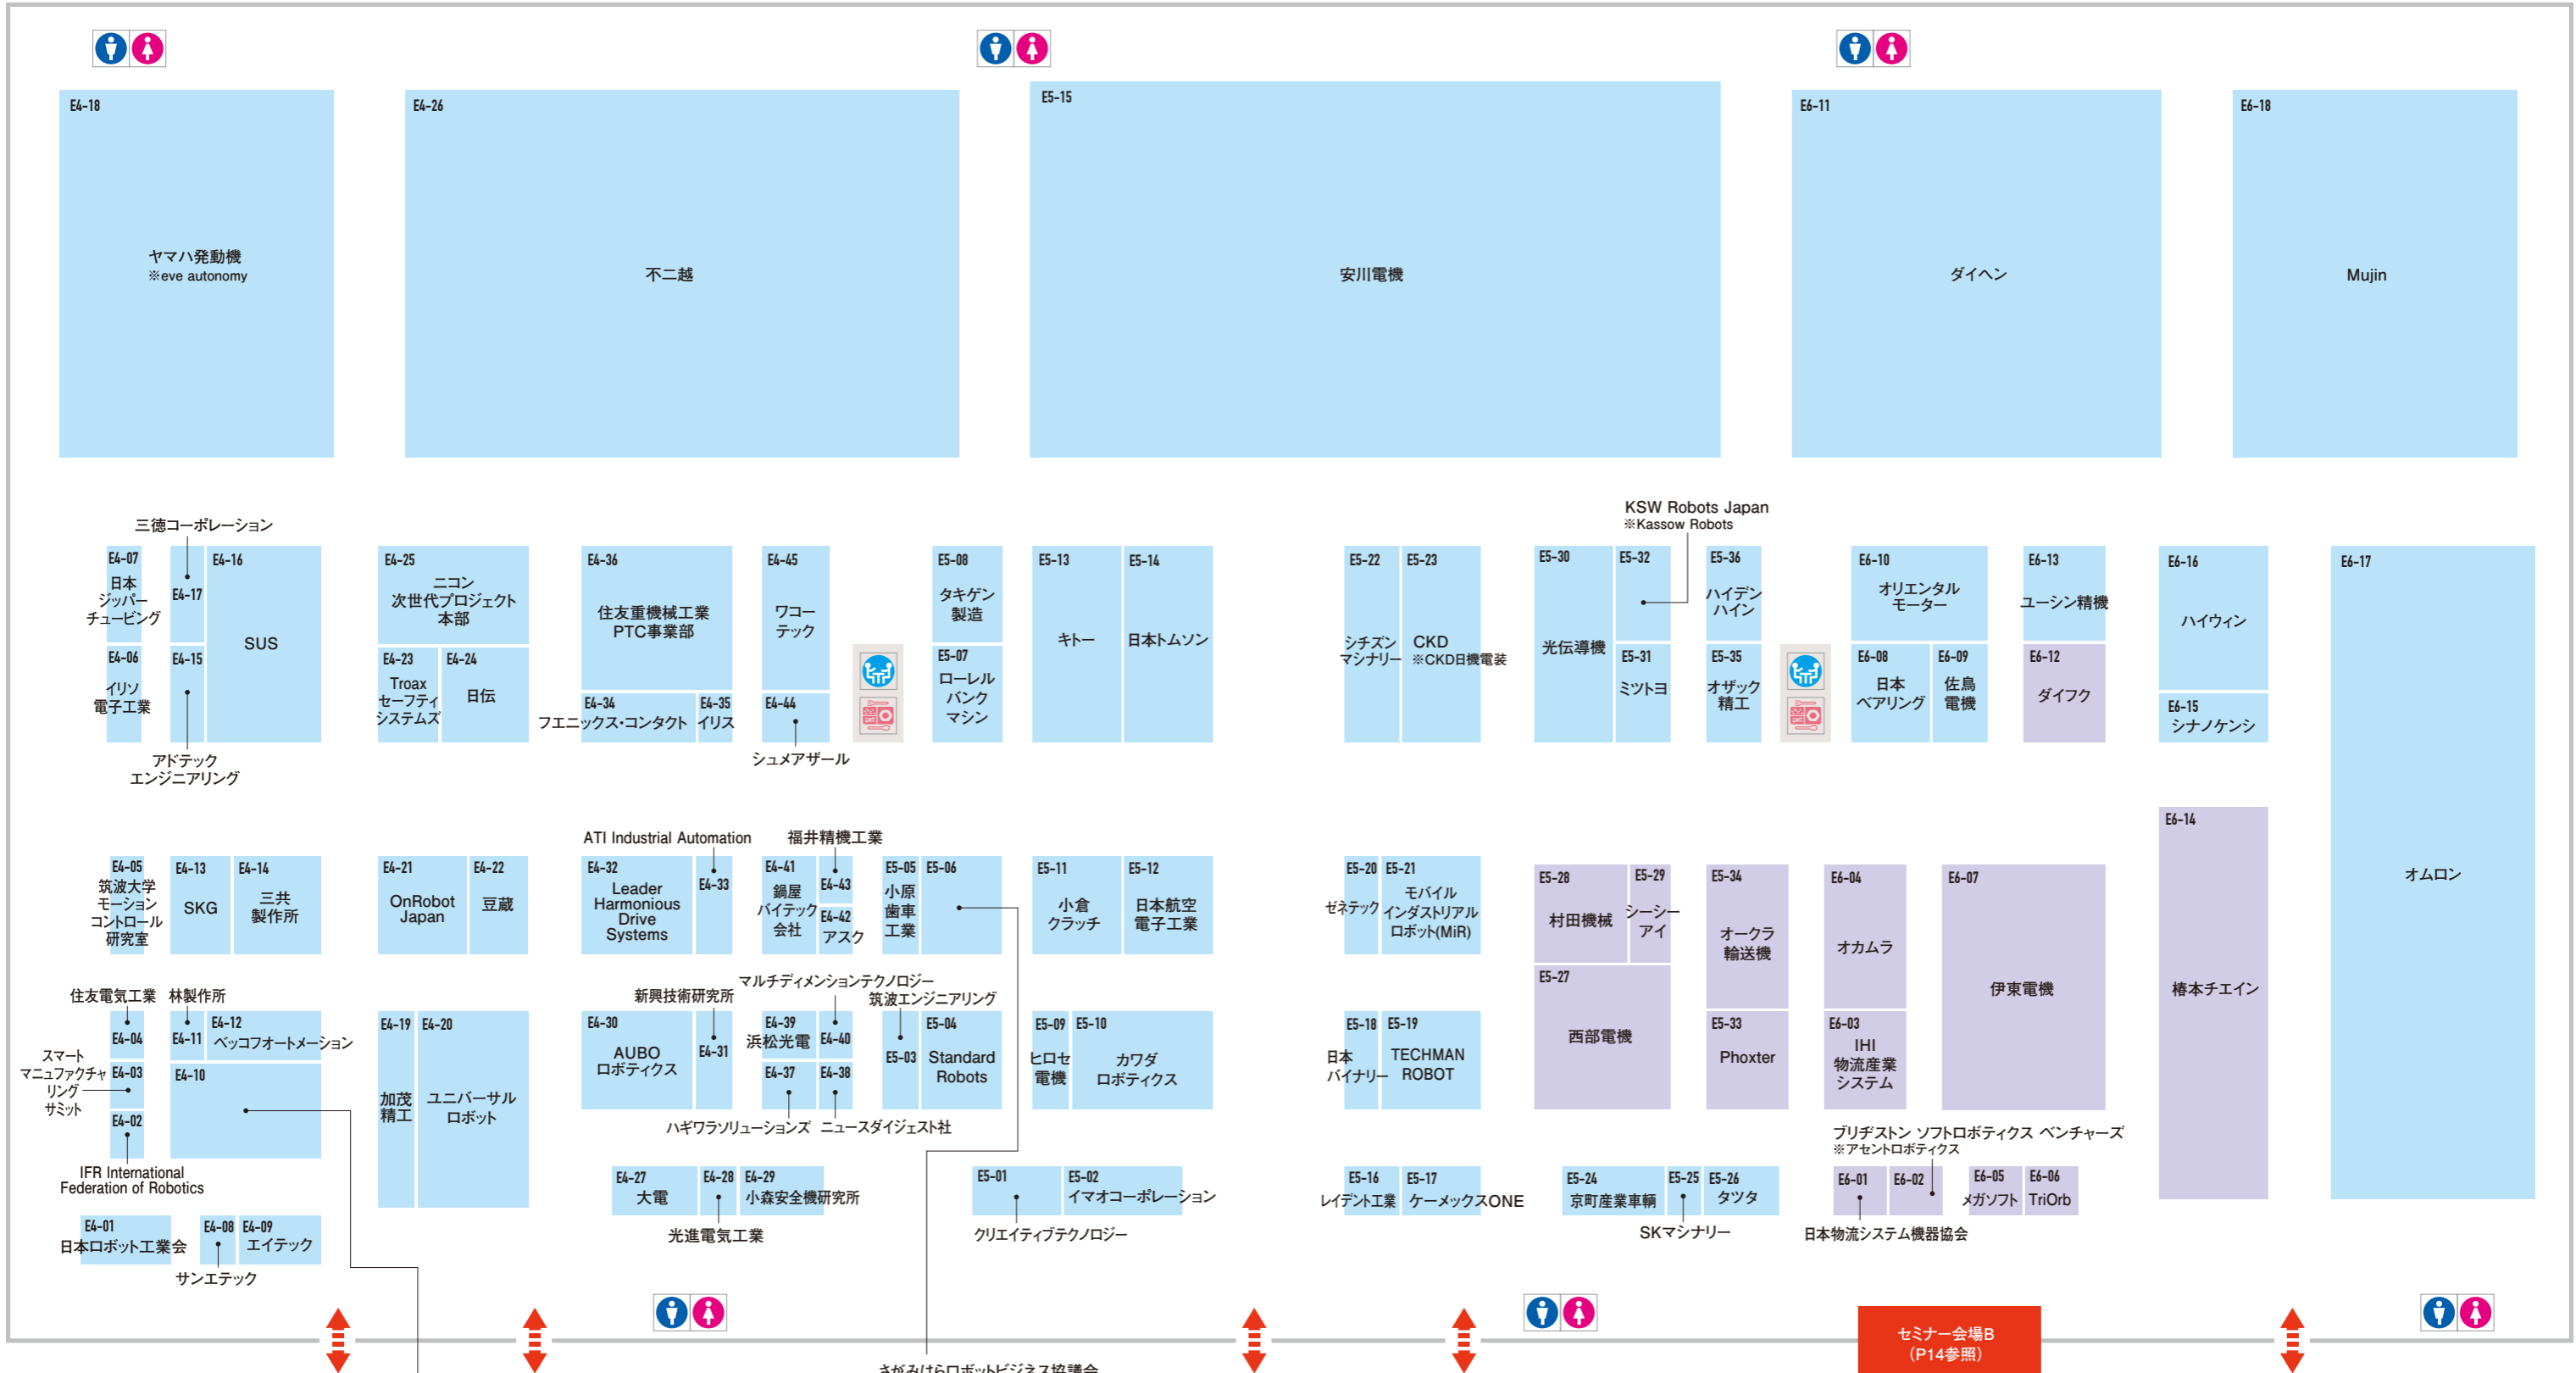 E4-18
ヤマハ発動機
※eve autonomy
E4-26
不二越
E5-15
安川電機
E6-11
ダイヘン
E6-18
Mujin
三徳コーポレーション
E4-07
日本
ジッパー
チュービング
E4-17
E4-16
SUS
E4-06
イリソ
電子工業
E4-15
アドテック
エンジニアリング
E4-25
ニコン
次世代プロジェクト
本部
E4-23
Troax
セーフティ
システムズ
E4-24
日伝
E4-36
住友重機械工業
PTC事業部
E4-34
フエニックス・コンタクト
E4-35
イリス
E4-45
ワコー
テック
E4-44
シュメアザール
E5-08
タキゲン
製造
E5-07
ローレル
バンク
マシン
E5-13
キトー
E5-14
日本トムソン
E5-22
シチズン
マシナリー
E5-23
CKD
※CKD日機電装
KSW Robots Japan
※Kassow Robots
E5-30
光伝導機
E5-32
E5-31
ミツトヨ
E5-36
ハイデン
ハイン
E5-35
オザック
精工
E6-10
オリエンタル
モーター
E6-08
日本
ベアリング
E6-09
佐鳥
電機
E6-13
ユーシン精機
E6-12
ダイフク
E6-16
ハイウィン
E6-15
シナノケンシ
E6-17
オムロン
E4-05
筑波大学
モーション
コントロール
研究室
E4-13
SKG
E4-14
三共
製作所
E4-21
OnRobot
Japan
E4-22
豆蔵
ATI Industrial Automation
E4-32
Leader
Harmonious
Drive
Systems
E4-33
福井精機工業
E4-41
鍋屋
バイテック
会社
E4-43
E4-42
アスク
E5-05
小原
歯車
工業
E5-06
E5-11
小倉
クラッチ
E5-12
日本航空
電子工業
E5-20
ゼネテック
E5-21
モバイル
インダストリアル
ロボット(MiR)
E5-28
村田機械
E5-29
シーシー
アイ
E5-27
西部電機
E5-34
オークラ
輸送機
E5-33
Phoxter
E6-04
オカムラ
E6-03
IHI
物流産業
システム
E6-07
伊東電機
E6-14
椿本チエイン
住友電気工業
林製作所
E4-04
スマート
マニュファクチャ
リング
サミット
E4-03
E4-02
IFR International
Federation of Robotics
E4-11
E4-12
ベッコフオートメーション
E4-10
E4-19
加茂
精工
E4-20
ユニバーサル
ロボット
新興技術研究所
E4-30
AUBO
ロボティクス
E4-31
マルチディメンションテクノロジー
E4-39
浜松光電
E4-40
E4-37
E4-38
ハギワラソリューションズ
ニュースダイジェスト社
筑波エンジニアリング
E5-03
E5-04
Standard
Robots
E5-09
ヒロセ
電機
E5-10
カワダ
ロボティクス
E5-18
日本
バイナリー
E5-19
TECHMAN
ROBOT
E4-01
日本ロボット工業会
E4-08
サンエテック
E4-09
エイテック
E4-27
大電
E4-28
光進電気工業
E4-29
小森安全機研究所
E5-01
クリエイティブテクノロジー
E5-02
イマオコーポレーション
E5-16
レイデント工業
E5-17
ケーメックスONE
E5-24
京町産業車輌
E5-25
SKマシナリー
E5-26
タツタ
ブリヂストン ソフトロボティクス ベンチャーズ
※アセントロボティクス
E6-01
E6-02
日本物流システム機器協会
E6-05
メガソフト
E6-06
TriOrb
さがみはらロボットビジネス協議会
セミナー会場B
(P14参照)